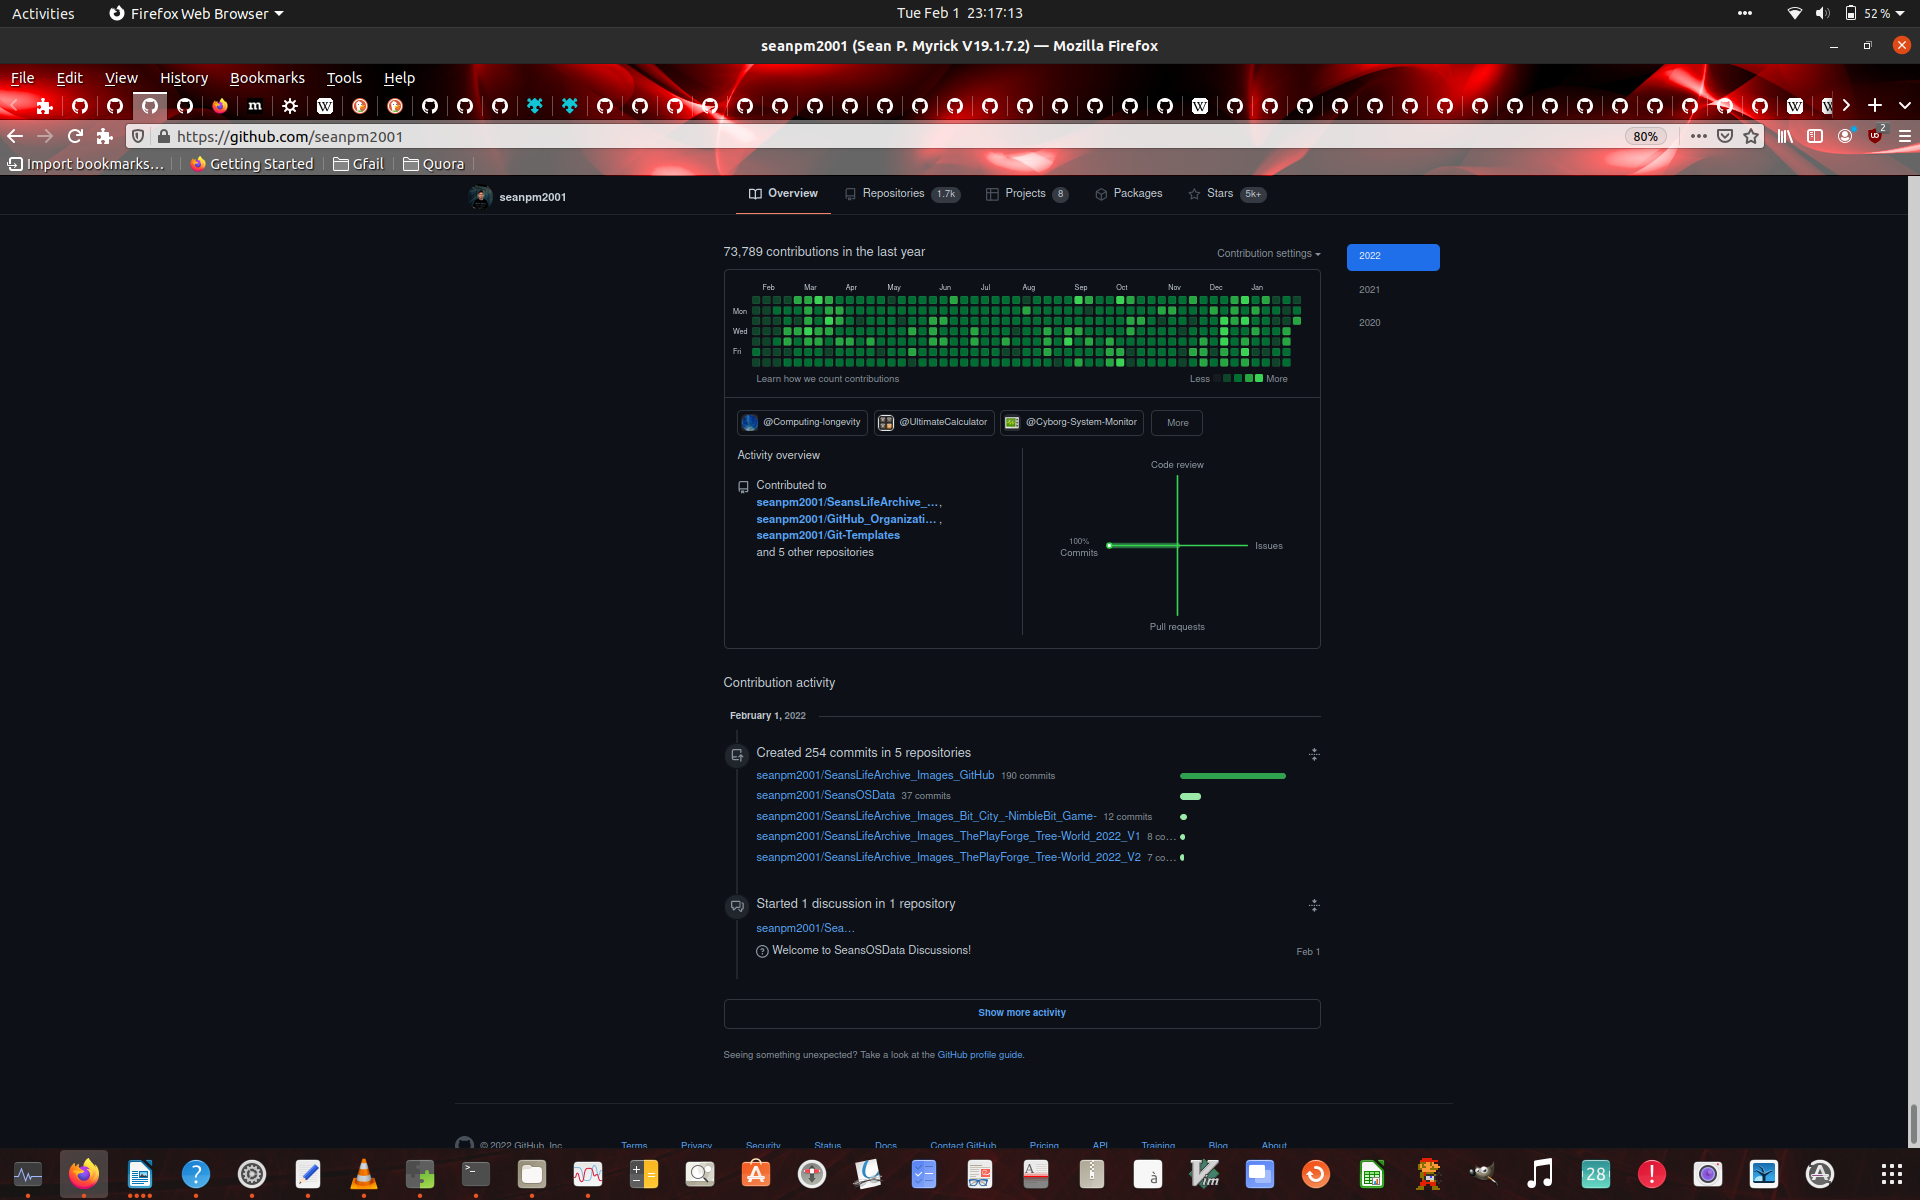 Activities
Firefox Web Browser
Tue Feb 1 23:17:13
52 %
seanpm2001 (Sean P. Myrick V19.1.7.2) — Mozilla Firefox
File Edit View History Bookmarks Tools Help
https://github.com/seanpm2001
80%
2
Import bookmarks…
Getting Started
Gfail
Quora
seanpm2001
Overview
Repositories 1.7k
Projects 8
Packages
Stars 5k+
73,789 contributions in the last year
Contribution settings
2022
2021
2020
Feb Mar Apr May Jun Jul Aug Sep Oct Nov Dec Jan
Mon
Wed
Fri
Learn how we count contributions
Less More
@Computing-longevity
@UltimateCalculator
@Cyborg-System-Monitor
More
Activity overview
Contributed to
seanpm2001/SeansLifeArchive_…,
seanpm2001/GitHub_Organizati… ,
seanpm2001/Git-Templates
and 5 other repositories
Code review
100%
Commits
Issues
Pull requests
Contribution activity
February 1, 2022
Created 254 commits in 5 repositories
seanpm2001/SeansLifeArchive_Images_GitHub 190 commits
seanpm2001/SeansOSData 37 commits
seanpm2001/SeansLifeArchive_Images_Bit_City_-NimbleBit_Game- 12 commits
seanpm2001/SeansLifeArchive_Images_ThePlayForge_Tree-World_2022_V1 8 co…
seanpm2001/SeansLifeArchive_Images_ThePlayForge_Tree-World_2022_V2 7 co…
Started 1 discussion in 1 repository
seanpm2001/Sea…
Welcome to SeansOSData Discussions!
Feb 1
Show more activity
Seeing something unexpected? Take a look at the GitHub profile guide.
© 2022 GitHub, Inc.
Terms Privacy Security Status Docs Contact GitHub Pricing API Training Blog About
28